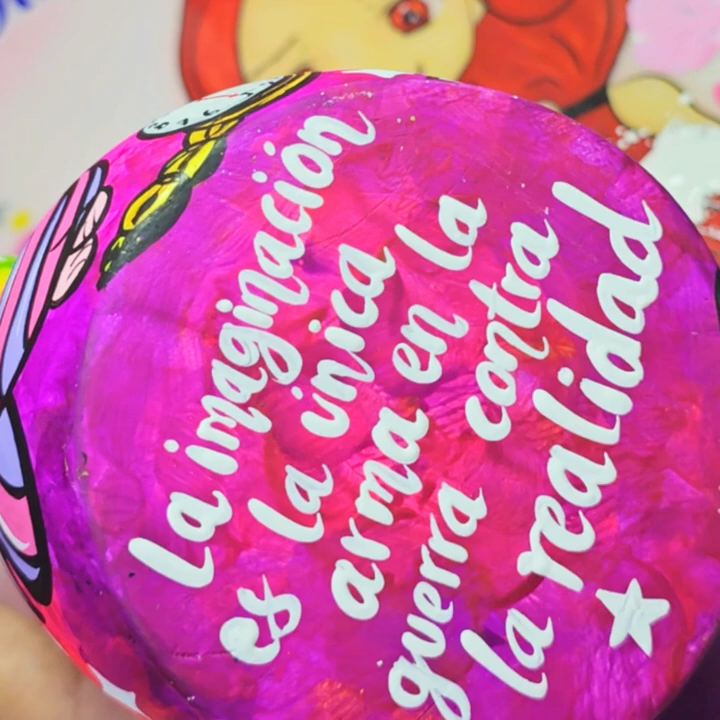 La imaginación
es la única
arma en la
guerra contra
la realidad